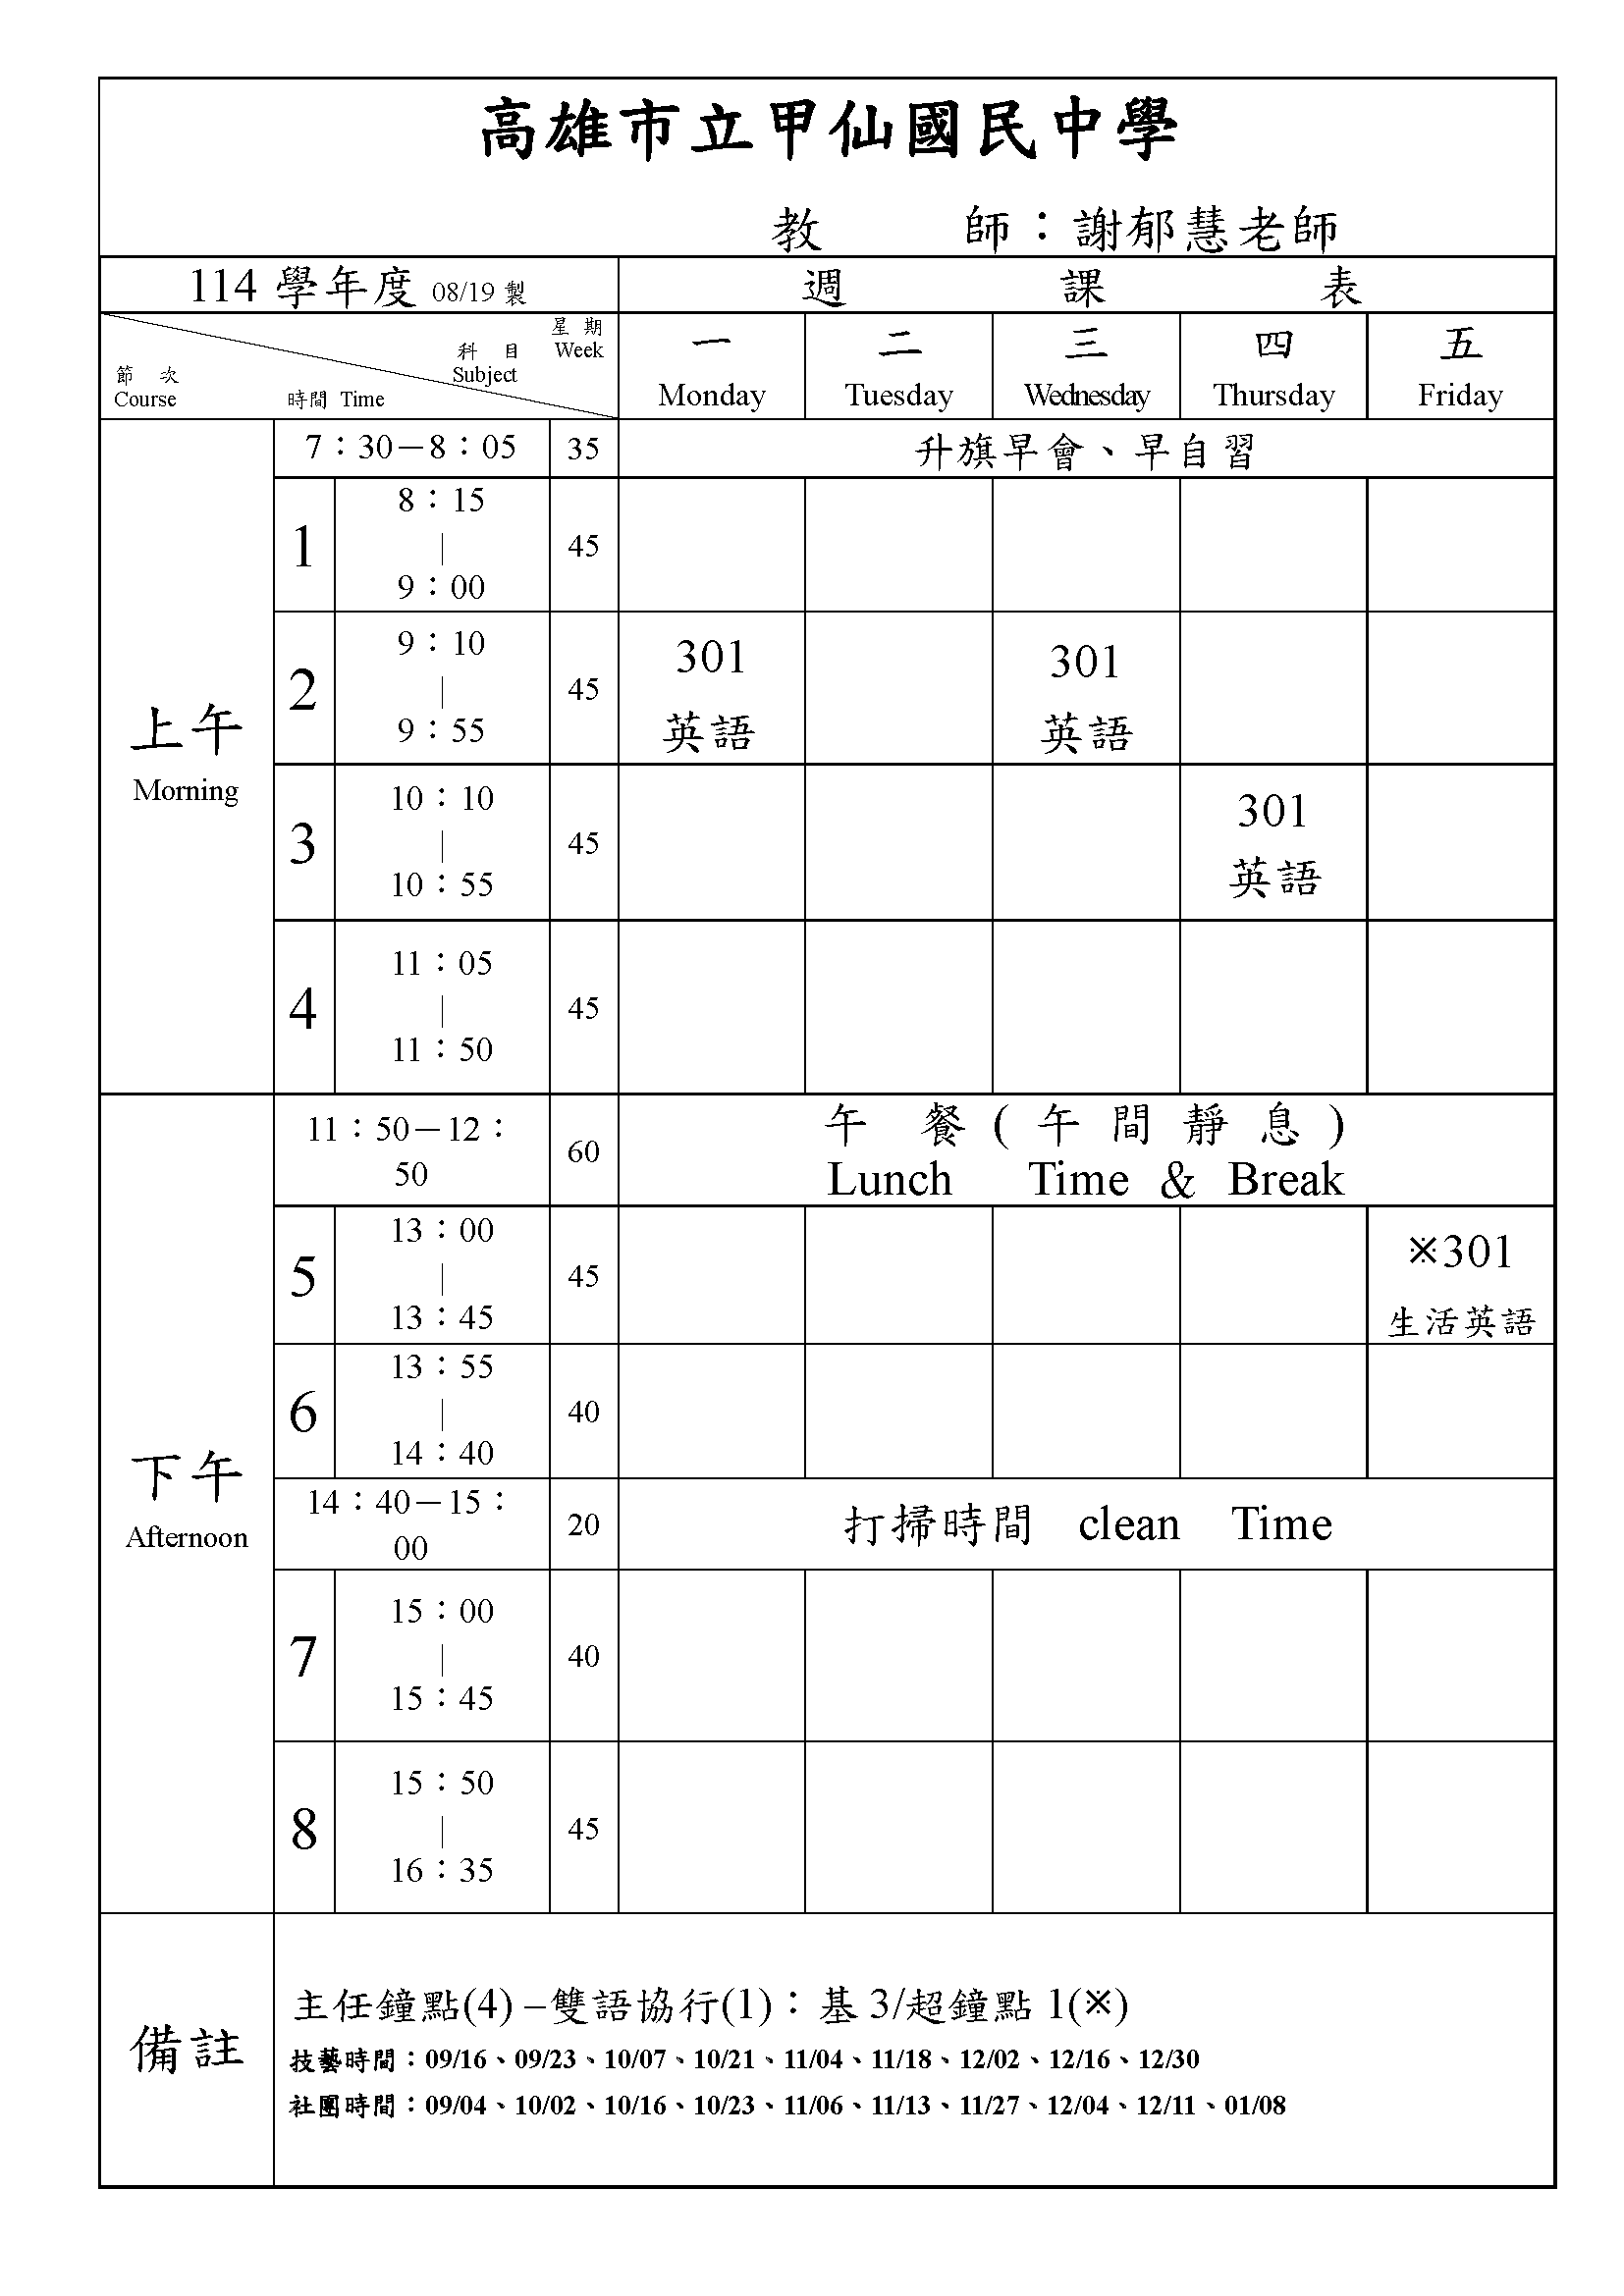 高雄市立甲仙國民中學
教 師：謝郁慧老師
114 學年度 08/19 製 週 課 表
星 期
Week
科 目
Subject
節 次
Course
時間 Time
一 二 三 四 五
Monday Tuesday Wednesday Thursday Friday
上午
Morning
7：30－8：05 35 升旗早會、早自習
1 8：15
｜
9：00
45
2 9：10
｜
9：55
45
301
英語
301
英語
3 10：10
｜
10：55
45
301
英語
4 11：05
｜
11：50
45
下午
Afternoon
11：50－12：
50
60
午 餐 ( 午 間 靜 息 )
Lunch Time & Break
5 13：00
｜
13：45
45
※301
生活英語
6 13：55
｜
14：40
40
14：40－15：
00
20
打掃時間 clean Time
7 15：00
｜
15：45
40
8 15：50
｜
16：35
45
備註
主任鐘點(4) –雙語協行(1)：基 3/超鐘點 1(※)
技藝時間：09/16、09/23、10/07、10/21、11/04、11/18、12/02、12/16、12/30
社團時間：09/04、10/02、10/16、10/23、11/06、11/13、11/27、12/04、12/11、01/08